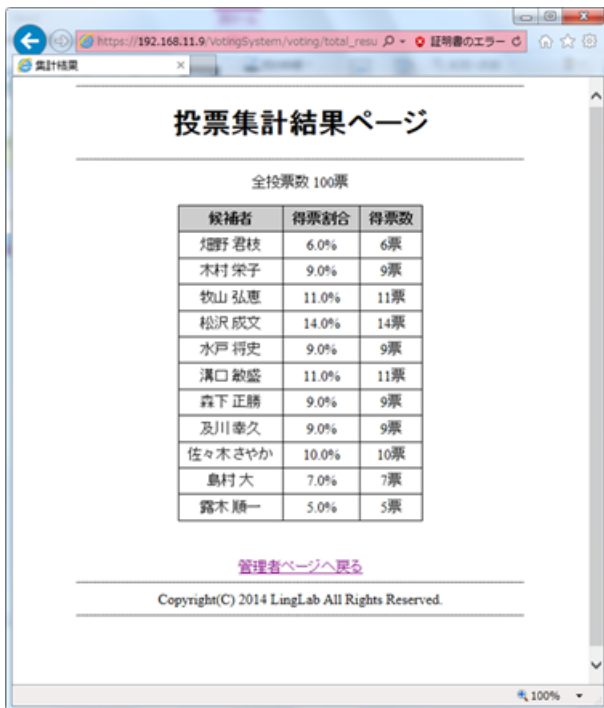 https://192.168.11.9/VotingSystem/voting/total_resu 証明書のエラー
集計結果
投票集計結果ページ
全投票数 100票
候補者 得票割合 得票数
畑野 君枝 6.0% 6票
木村 栄子 9.0% 9票
牧山 弘恵 11.0% 11票
松沢 成文 14.0% 14票
水戸 将史 9.0% 9票
溝口 敏盛 11.0% 11票
森下 正勝 9.0% 9票
及川 幸久 9.0% 9票
佐々木 さやか 10.0% 10票
島村 大 7.0% 7票
露木 順一 5.0% 5票
管理者ページへ戻る
Copyright(C) 2014 LingLab All Rights Reserved.
100%